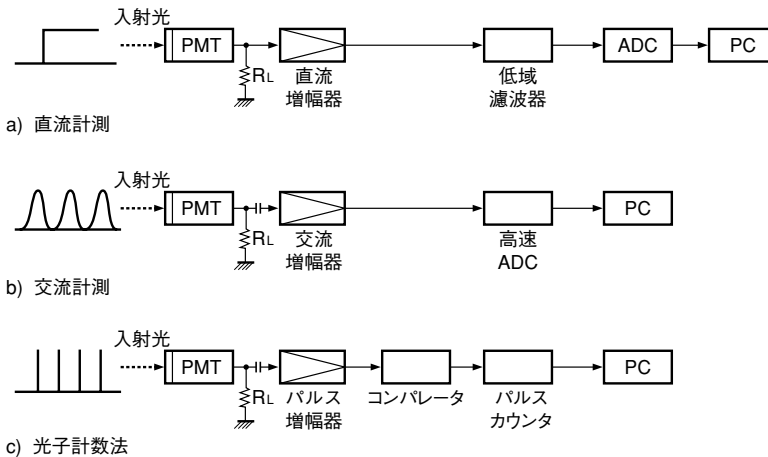 入射光
PMT
RL
直流
増幅器
低域
濾波器
ADC
PC
a) 直流計測
入射光
PMT
RL
交流
増幅器
高速
ADC
PC
b) 交流計測
入射光
PMT
RL
パルス
増幅器
コンパレータ
パルス
カウンタ
PC
c) 光子計数法